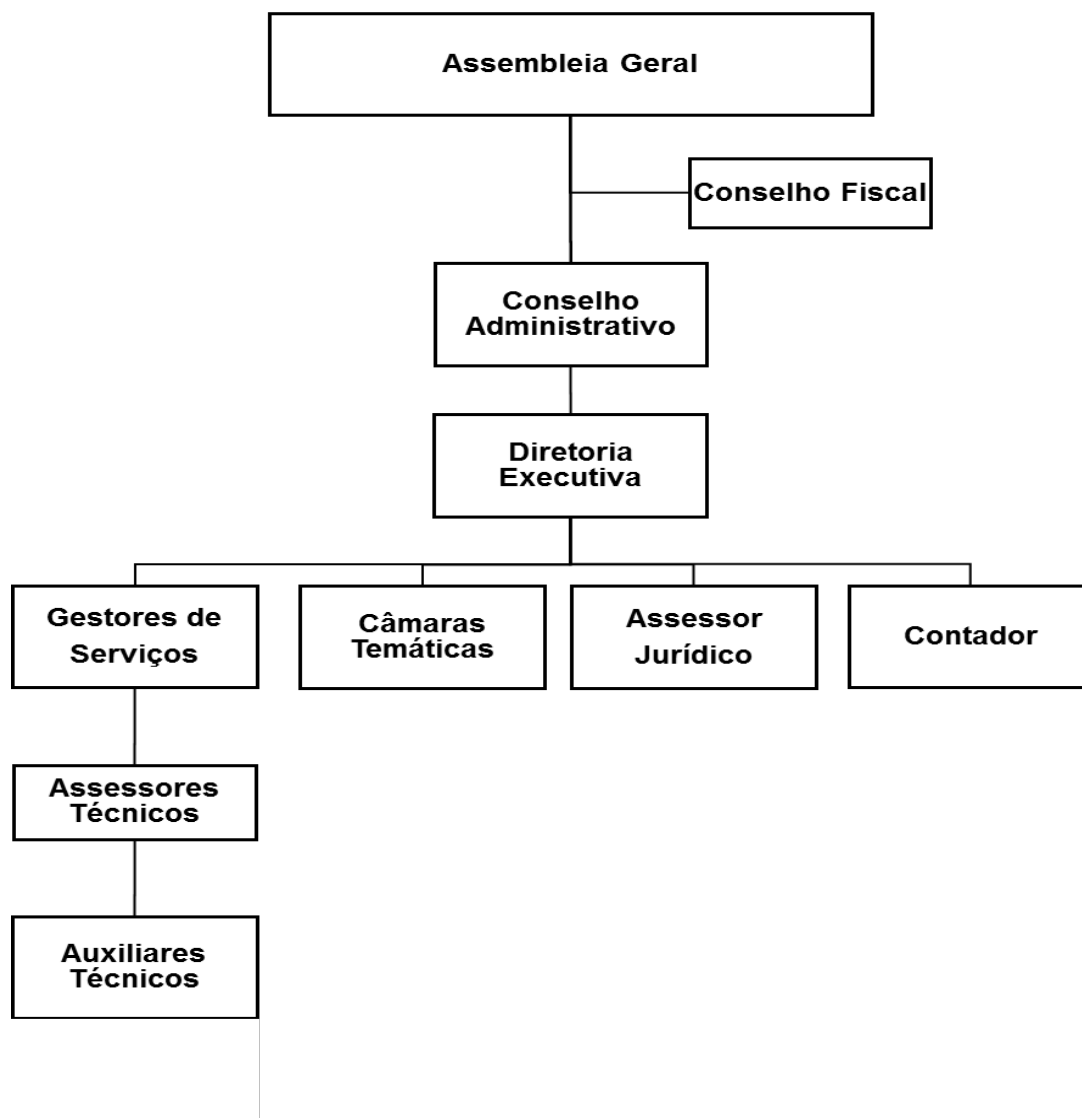 Assembleia Geral
Conselho Fiscal
Conselho
Administrativo
Diretoria
Executiva
Gestores de
Serviços
Câmaras
Temáticas
Assessor
Jurídico
Contador
Assessores
Técnicos
Auxiliares
Técnicos